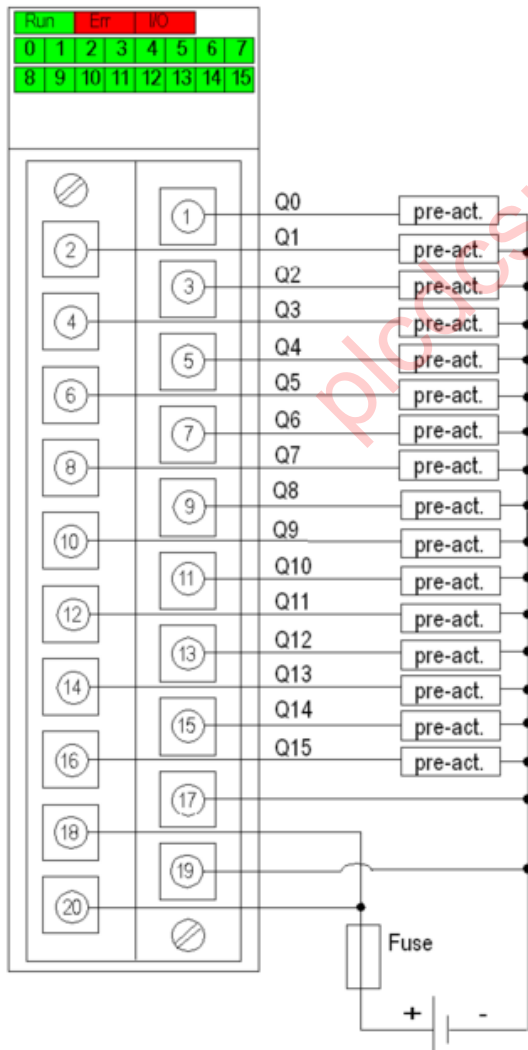 Run Err I/O
0 1 2 3 4 5 6 7
8 9 10 11 12 13 14 15
1 Q0 pre-act.
2 Q1 pre-act.
3 Q2 pre-act.
4 Q3 pre-act.
5 Q4 pre-act.
6 Q5 pre-act.
7 Q6 pre-act.
8 Q7 pre-act.
9 Q8 pre-act.
10 Q9 pre-act.
11 Q10 pre-act.
12 Q11 pre-act.
13 Q12 pre-act.
14 Q13 pre-act.
15 Q14 pre-act.
16 Q15 pre-act.
17
18
19
20
Fuse
+ -